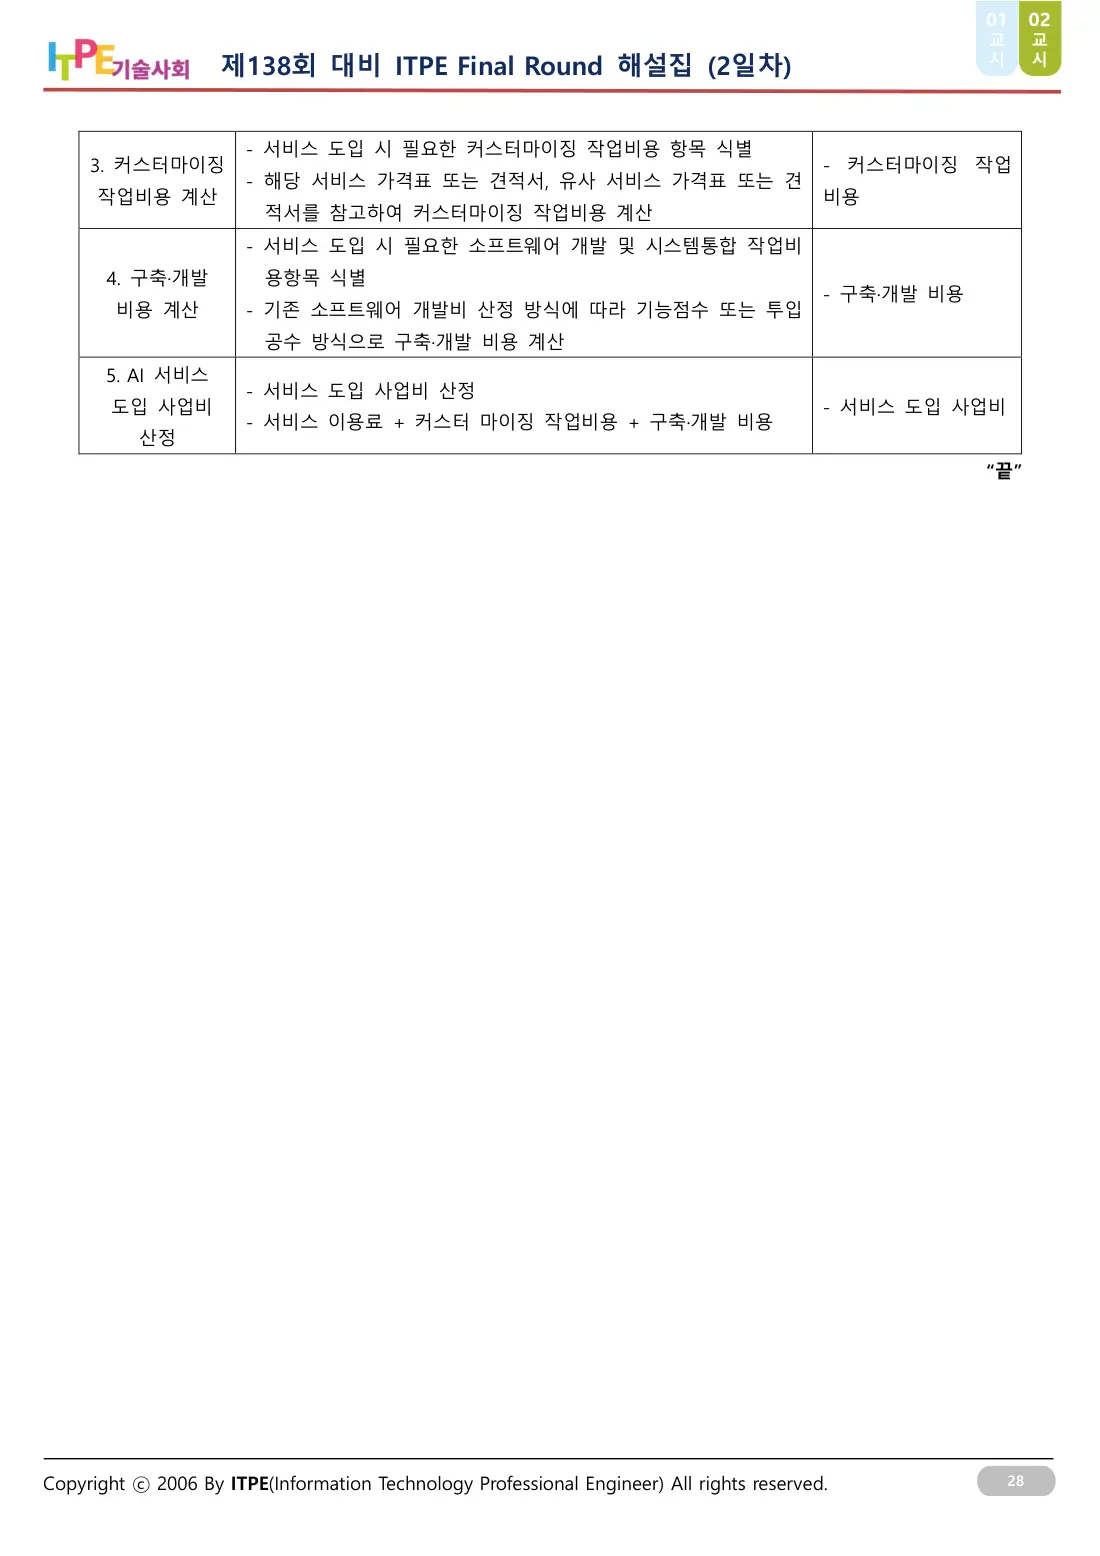 ITPE기술사회 제138회 대비 ITPE Final Round 해설집 (2일차)
01
교
시
02
교
시
3. 커스터마이징
작업비용 계산
- 서비스 도입 시 필요한 커스터마이징 작업비용 항목 식별
- 해당 서비스 가격표 또는 견적서, 유사 서비스 가격표 또는 견
적서를 참고하여 커스터마이징 작업비용 계산
- 커스터마이징 작업
비용
4. 구축·개발
비용 계산
- 서비스 도입 시 필요한 소프트웨어 개발 및 시스템통합 작업비
용항목 식별
- 기존 소프트웨어 개발비 산정 방식에 따라 기능점수 또는 투입
공수 방식으로 구축·개발 비용 계산
- 구축·개발 비용
5. AI 서비스
도입 사업비
산정
- 서비스 도입 사업비 산정
- 서비스 이용료 + 커스터 마이징 작업비용 + 구축·개발 비용
- 서비스 도입 사업비
“끝”
Copyright ⓒ 2006 By ITPE(Information Technology Professional Engineer) All rights reserved.
28